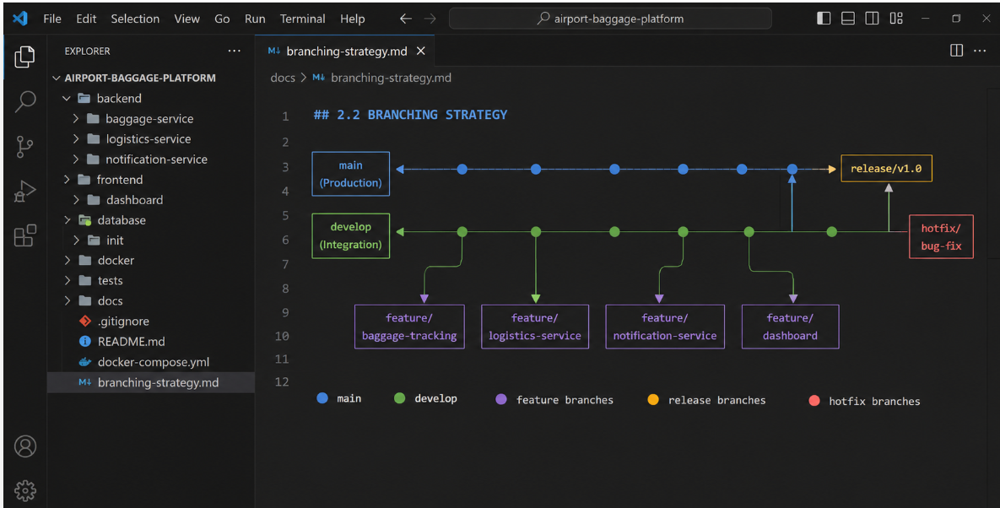 File Edit Selection View Go Run Terminal Help
airport-baggage-platform
EXPLORER
AIRPORT-BAGGAGE-PLATFORM
backend
baggage-service
logistics-service
notification-service
frontend
dashboard
database
init
docker
tests
docs
.gitignore
README.md
docker-compose.yml
M↓ branching-strategy.md
M↓ branching-strategy.md
docs > M↓ branching-strategy.md
1 ## 2.2 BRANCHING STRATEGY
2
3
4
5
6
7
8
9
10
11
12
main
(Production)
release/v1.0
develop
(Integration)
hotfix/
bug-fix
feature/
baggage-tracking
feature/
logistics-service
feature/
notification-service
feature/
dashboard
main develop feature branches release branches hotfix branches